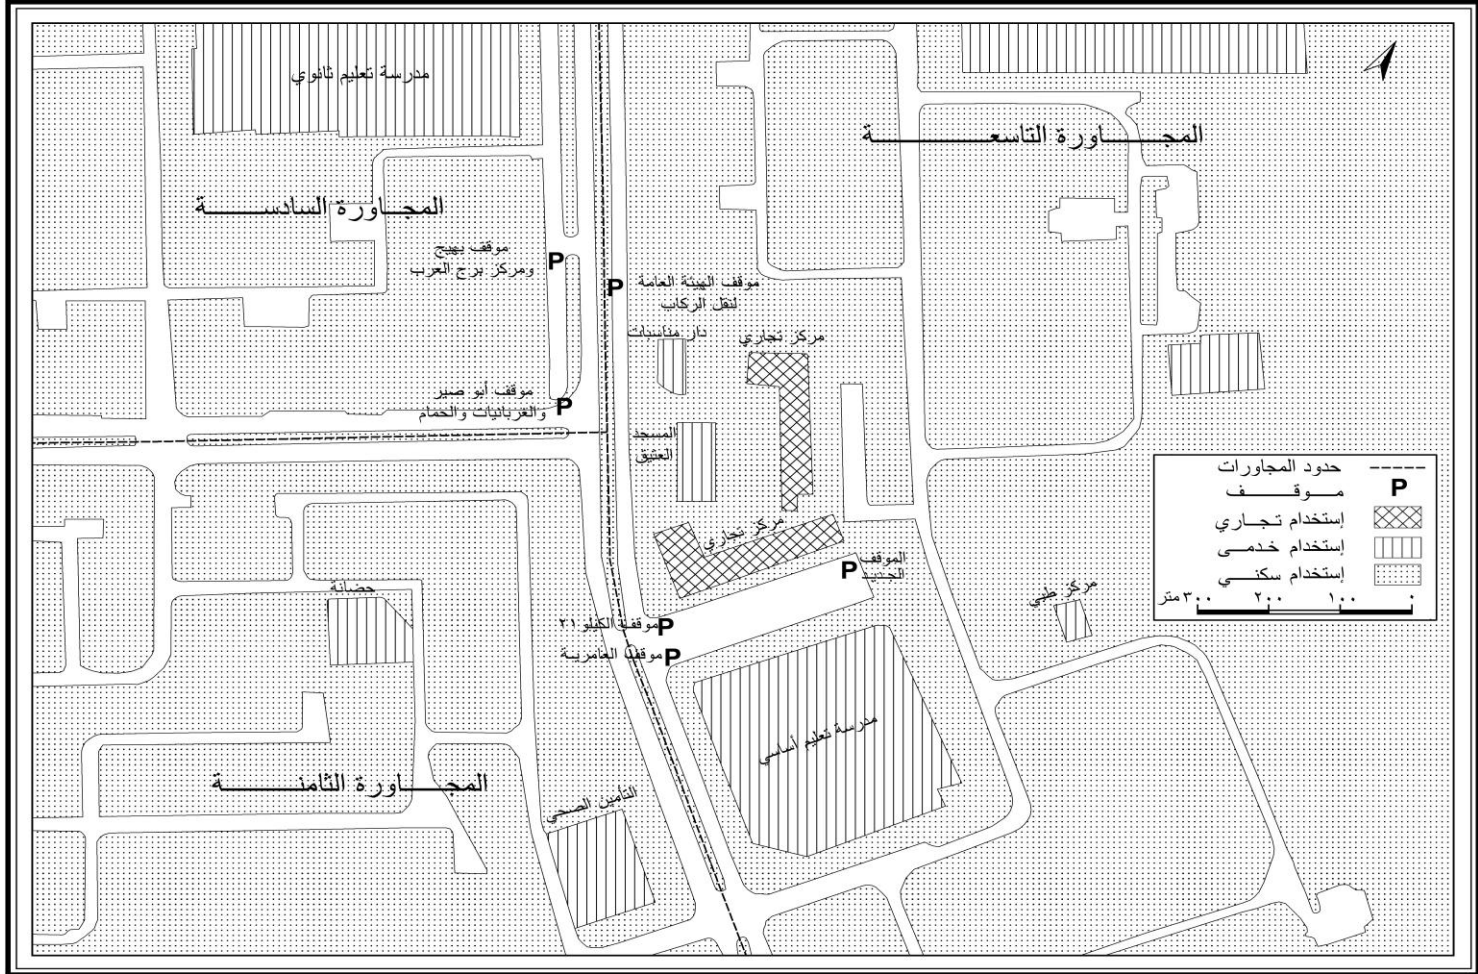 مدرسة تعليم ثانوي
المجاورة التاسعة
المجاورة السادسة
موقف بهيج
ومركز برج العرب
P
موقف الهيئة العامة
لنقل الركاب
P
دار مناسبات
مركز تجاري
موقف أبو صير
والغربانيات والحمام
P
المسجد
العتيق
مركز تجاري
الموقف
الجديد
P
موقف الكيلو ٢١
P
موقف العامرية
P
حضانة
مركز طبي
مدرسة تعليم أساسي
المجاورة الثامنة
التأمين الصحي
حدود المجاورات
P موقف
إستخدام تجاري
إستخدام خدمى
إستخدام سكني
٠ ١٠٠ ٢٠٠ ٣٠٠ متر